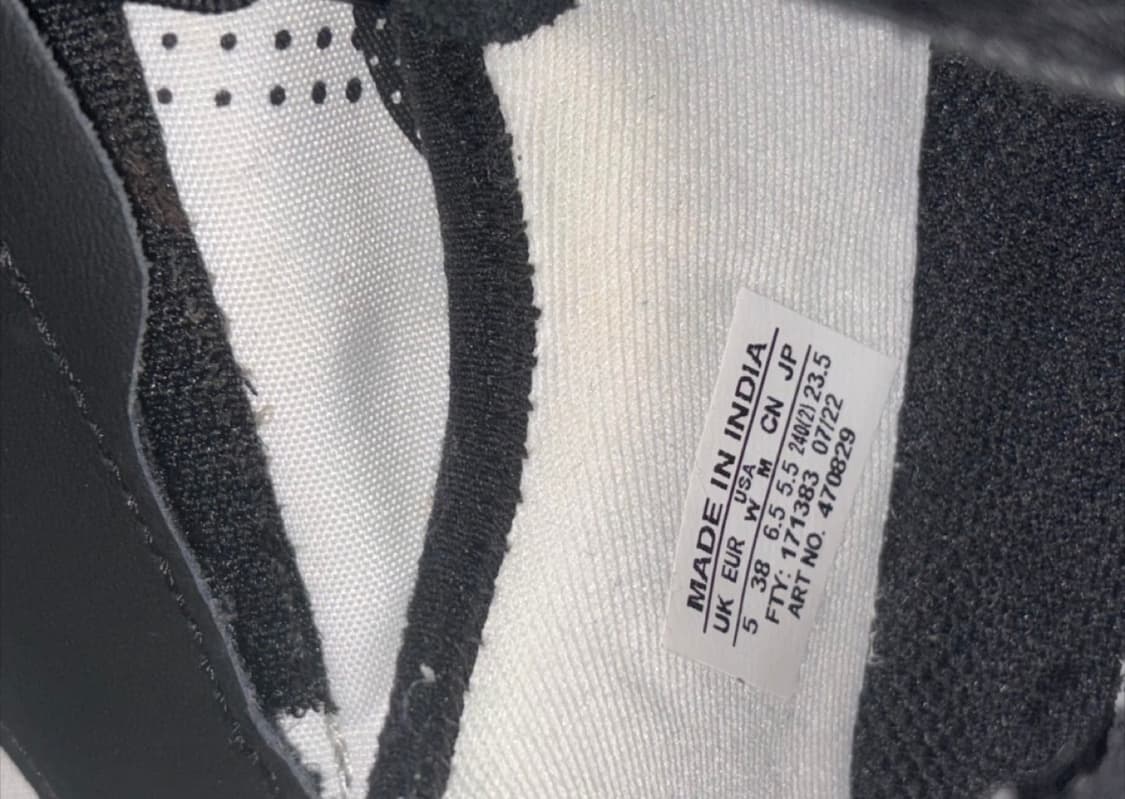 MADE IN INDIA
UK EUR USA CN JP
W M
5 38 6.5 5.5 240(2) 23.5
FTY: 171383 07/22
ART NO. 470829